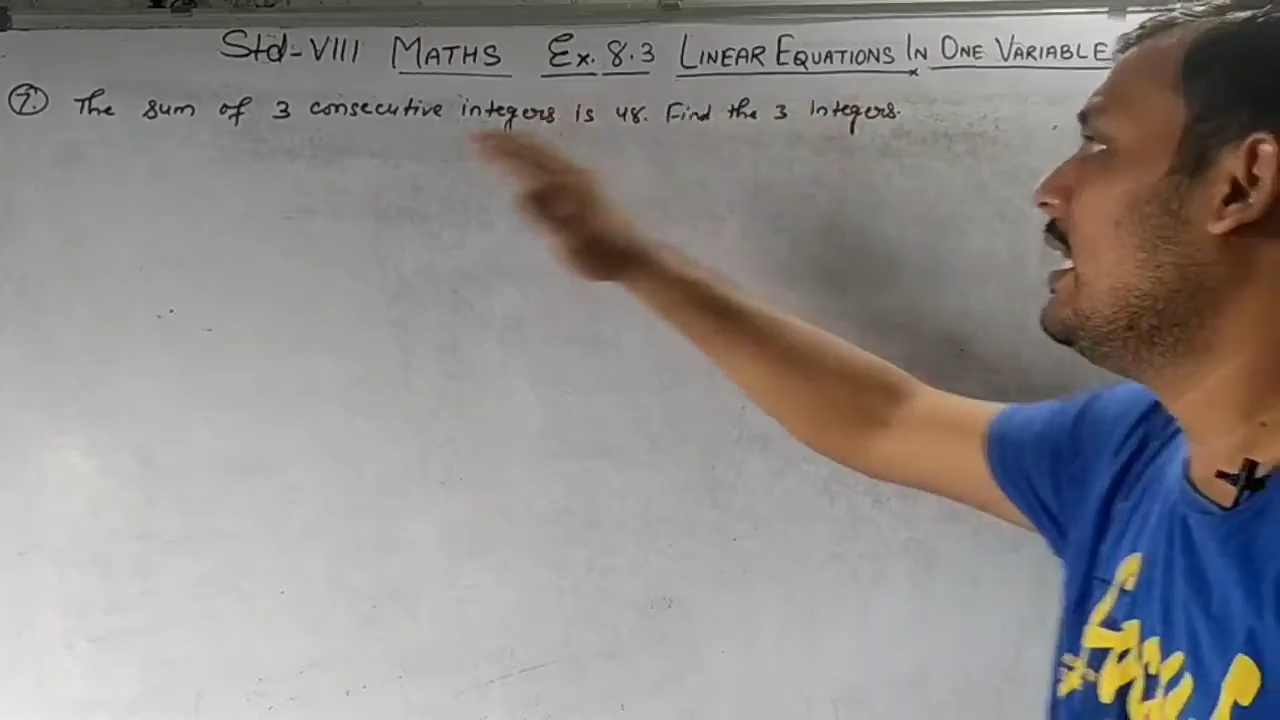 Std-VIII MATHS Ex. 8.3 LINEAR EQUATIONS IN ONE VARIABLE
7. The sum of 3 consecutive integers is 48. Find the 3 Integers.